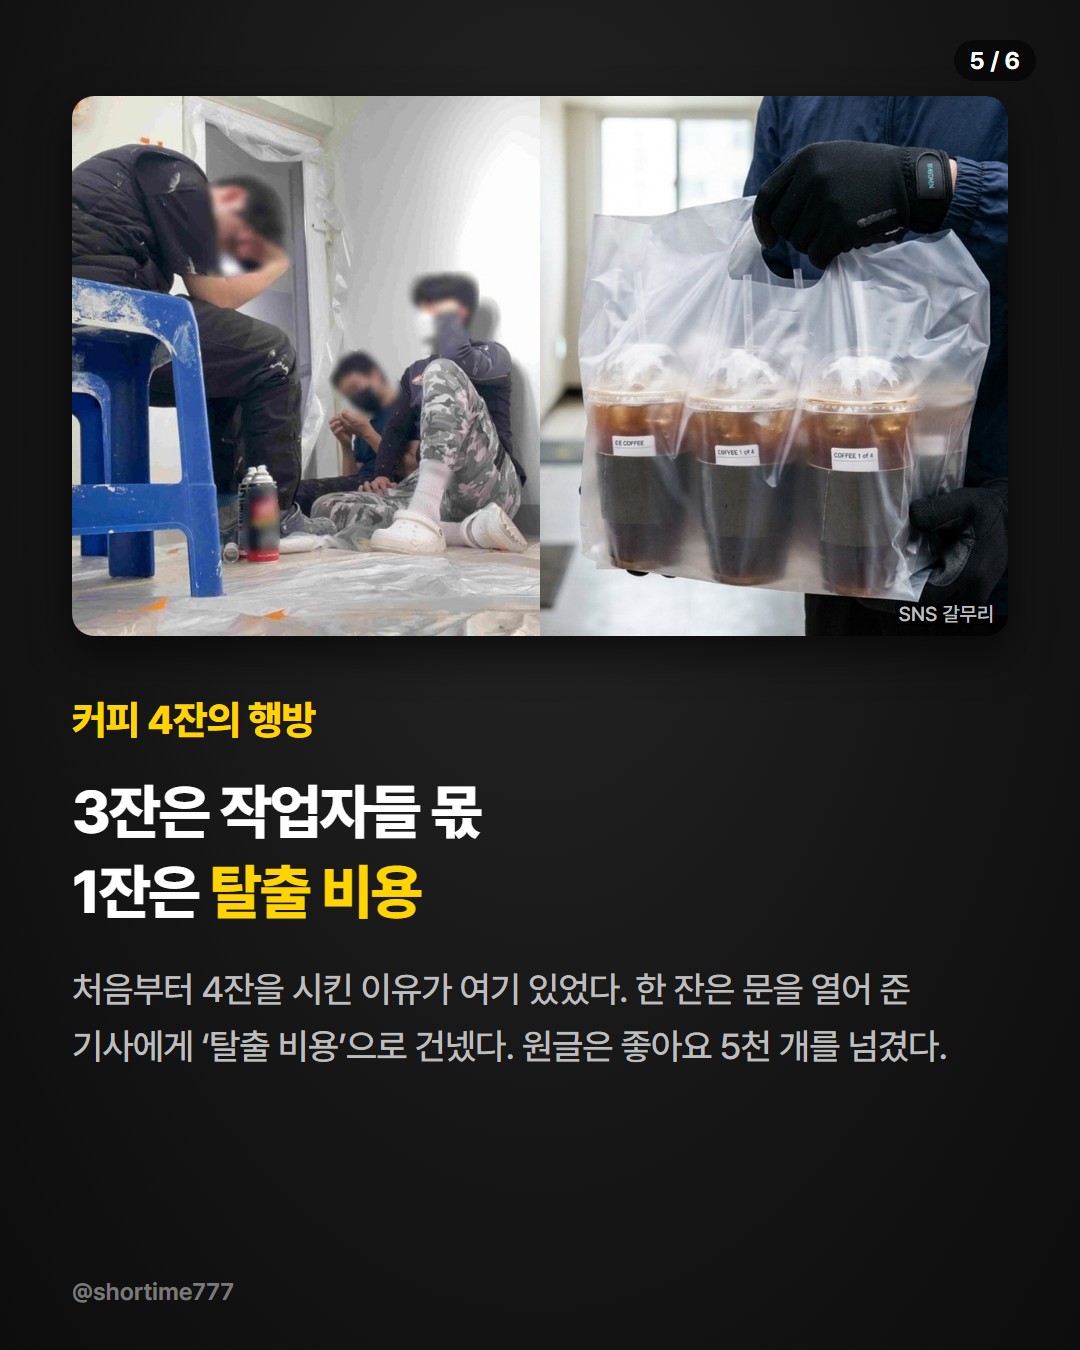 5 / 6
EE COFFEE
COFFEE 1 of 4
COFFEE 1 of 4
SNS 갈무리
커피 4잔의 행방
3잔은 작업자들 몫
1잔은 탈출 비용
처음부터 4잔을 시킨 이유가 여기 있었다. 한 잔은 문을 열어 준
기사에게 ‘탈출 비용’으로 건넸다. 원글은 좋아요 5천 개를 넘겼다.
@shortime777